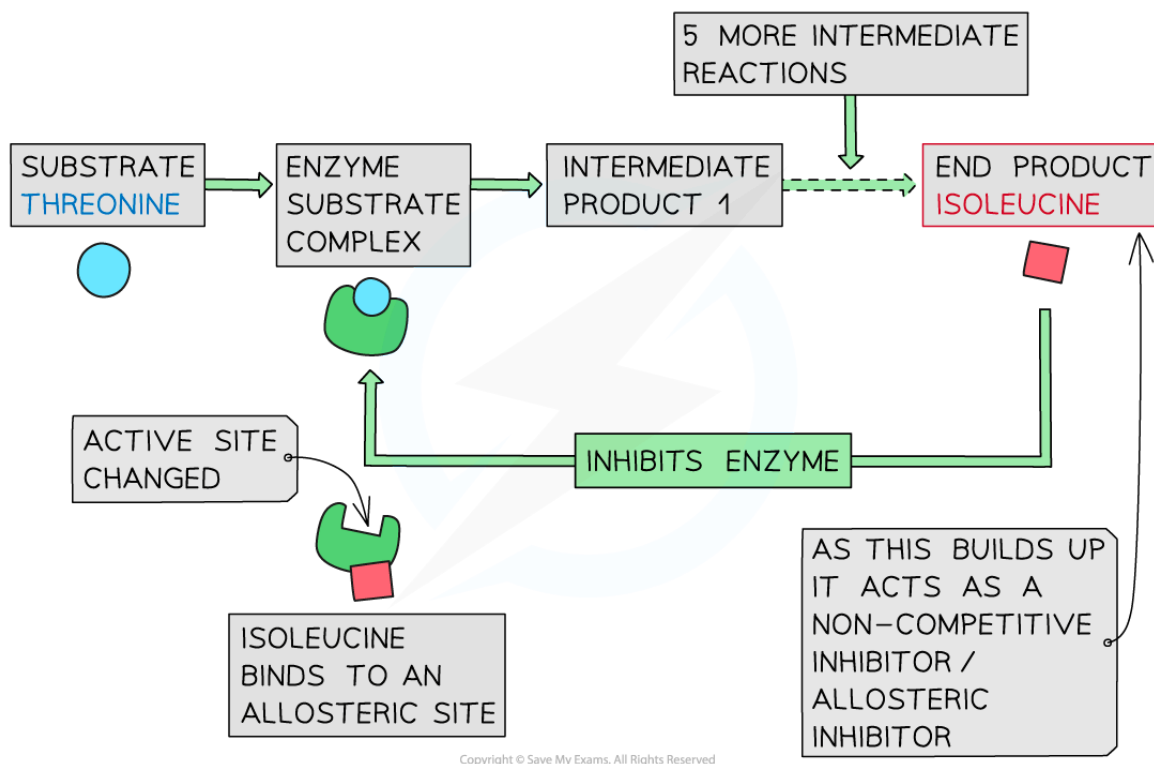 5 MORE INTERMEDIATE
REACTIONS
SUBSTRATE
THREONINE
ENZYME
SUBSTRATE
COMPLEX
INTERMEDIATE
PRODUCT 1
END PRODUCT
ISOLEUCINE
ACTIVE SITE
CHANGED
INHIBITS ENZYME
ISOLEUCINE
BINDS TO AN
ALLOSTERIC SITE
AS THIS BUILDS UP
IT ACTS AS A
NON-COMPETITIVE
INHIBITOR /
ALLOSTERIC
INHIBITOR
Copyright © Save My Exams. All Rights Reserved